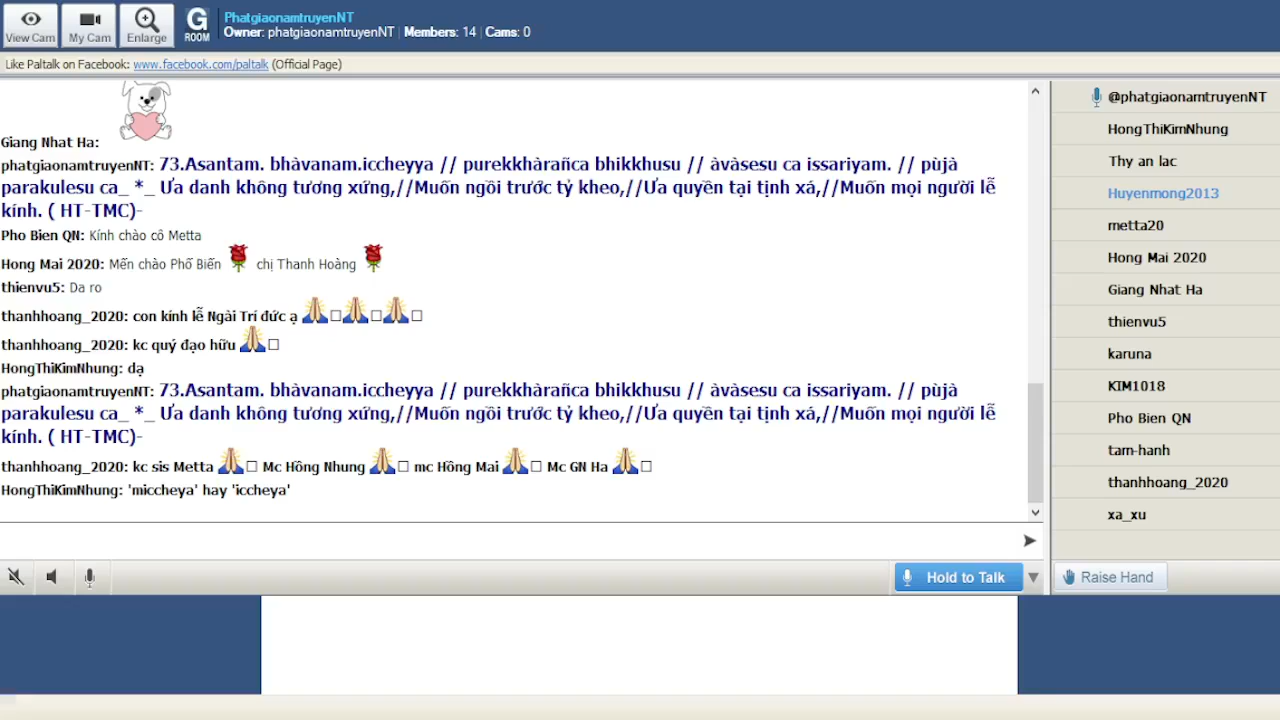 View Cam
My Cam
Enlarge
G
ROOM
PhatgiaonamtruyenNT
Owner: phatgiaonamtruyenNT | Members: 14 | Cams: 0
Like Paltalk on Facebook: www.facebook.com/paltalk (Official Page)
Giang Nhat Ha:
phatgiaonamtruyenNT: 73.Asantam. bhàvanam.iccheyya // purekkhàrañca bhikkhusu // àvàsesu ca issariyam. // pùjà
parakulesu ca_ *_ Ưa danh không tương xứng,//Muốn ngồi trước tỷ kheo,//Ưa quyền tại tịnh xá,//Muốn mọi người lễ
kính. ( HT-TMC)-
Pho Bien QN: Kính chào cô Metta
Hong Mai 2020: Mến chào Phố Biển chị Thanh Hoàng
thienvu5: Da ro
thanhhoang_2020: con kính lễ Ngài Trí đức ạ
thanhhoang_2020: kc quý đạo hữu
HongThiKimNhung: dạ
phatgiaonamtruyenNT: 73.Asantam. bhàvanam.iccheyya // purekkhàrañca bhikkhusu // àvàsesu ca issariyam. // pùjà
parakulesu ca_ *_ Ưa danh không tương xứng,//Muốn ngồi trước tỷ kheo,//Ưa quyền tại tịnh xá,//Muốn mọi người lễ
kính. ( HT-TMC)-
thanhhoang_2020: kc sis Metta Mc Hồng Nhung mc Hồng Mai Mc GN Ha
HongThiKimNhung: 'miccheya' hay 'iccheya'
@phatgiaonamtruyenNT
HongThiKimNhung
Thy an lac
Huyenmong2013
metta20
Hong Mai 2020
Giang Nhat Ha
thienvu5
karuna
KIM1018
Pho Bien QN
tam-hanh
thanhhoang_2020
xa_xu
Hold to Talk
Raise Hand